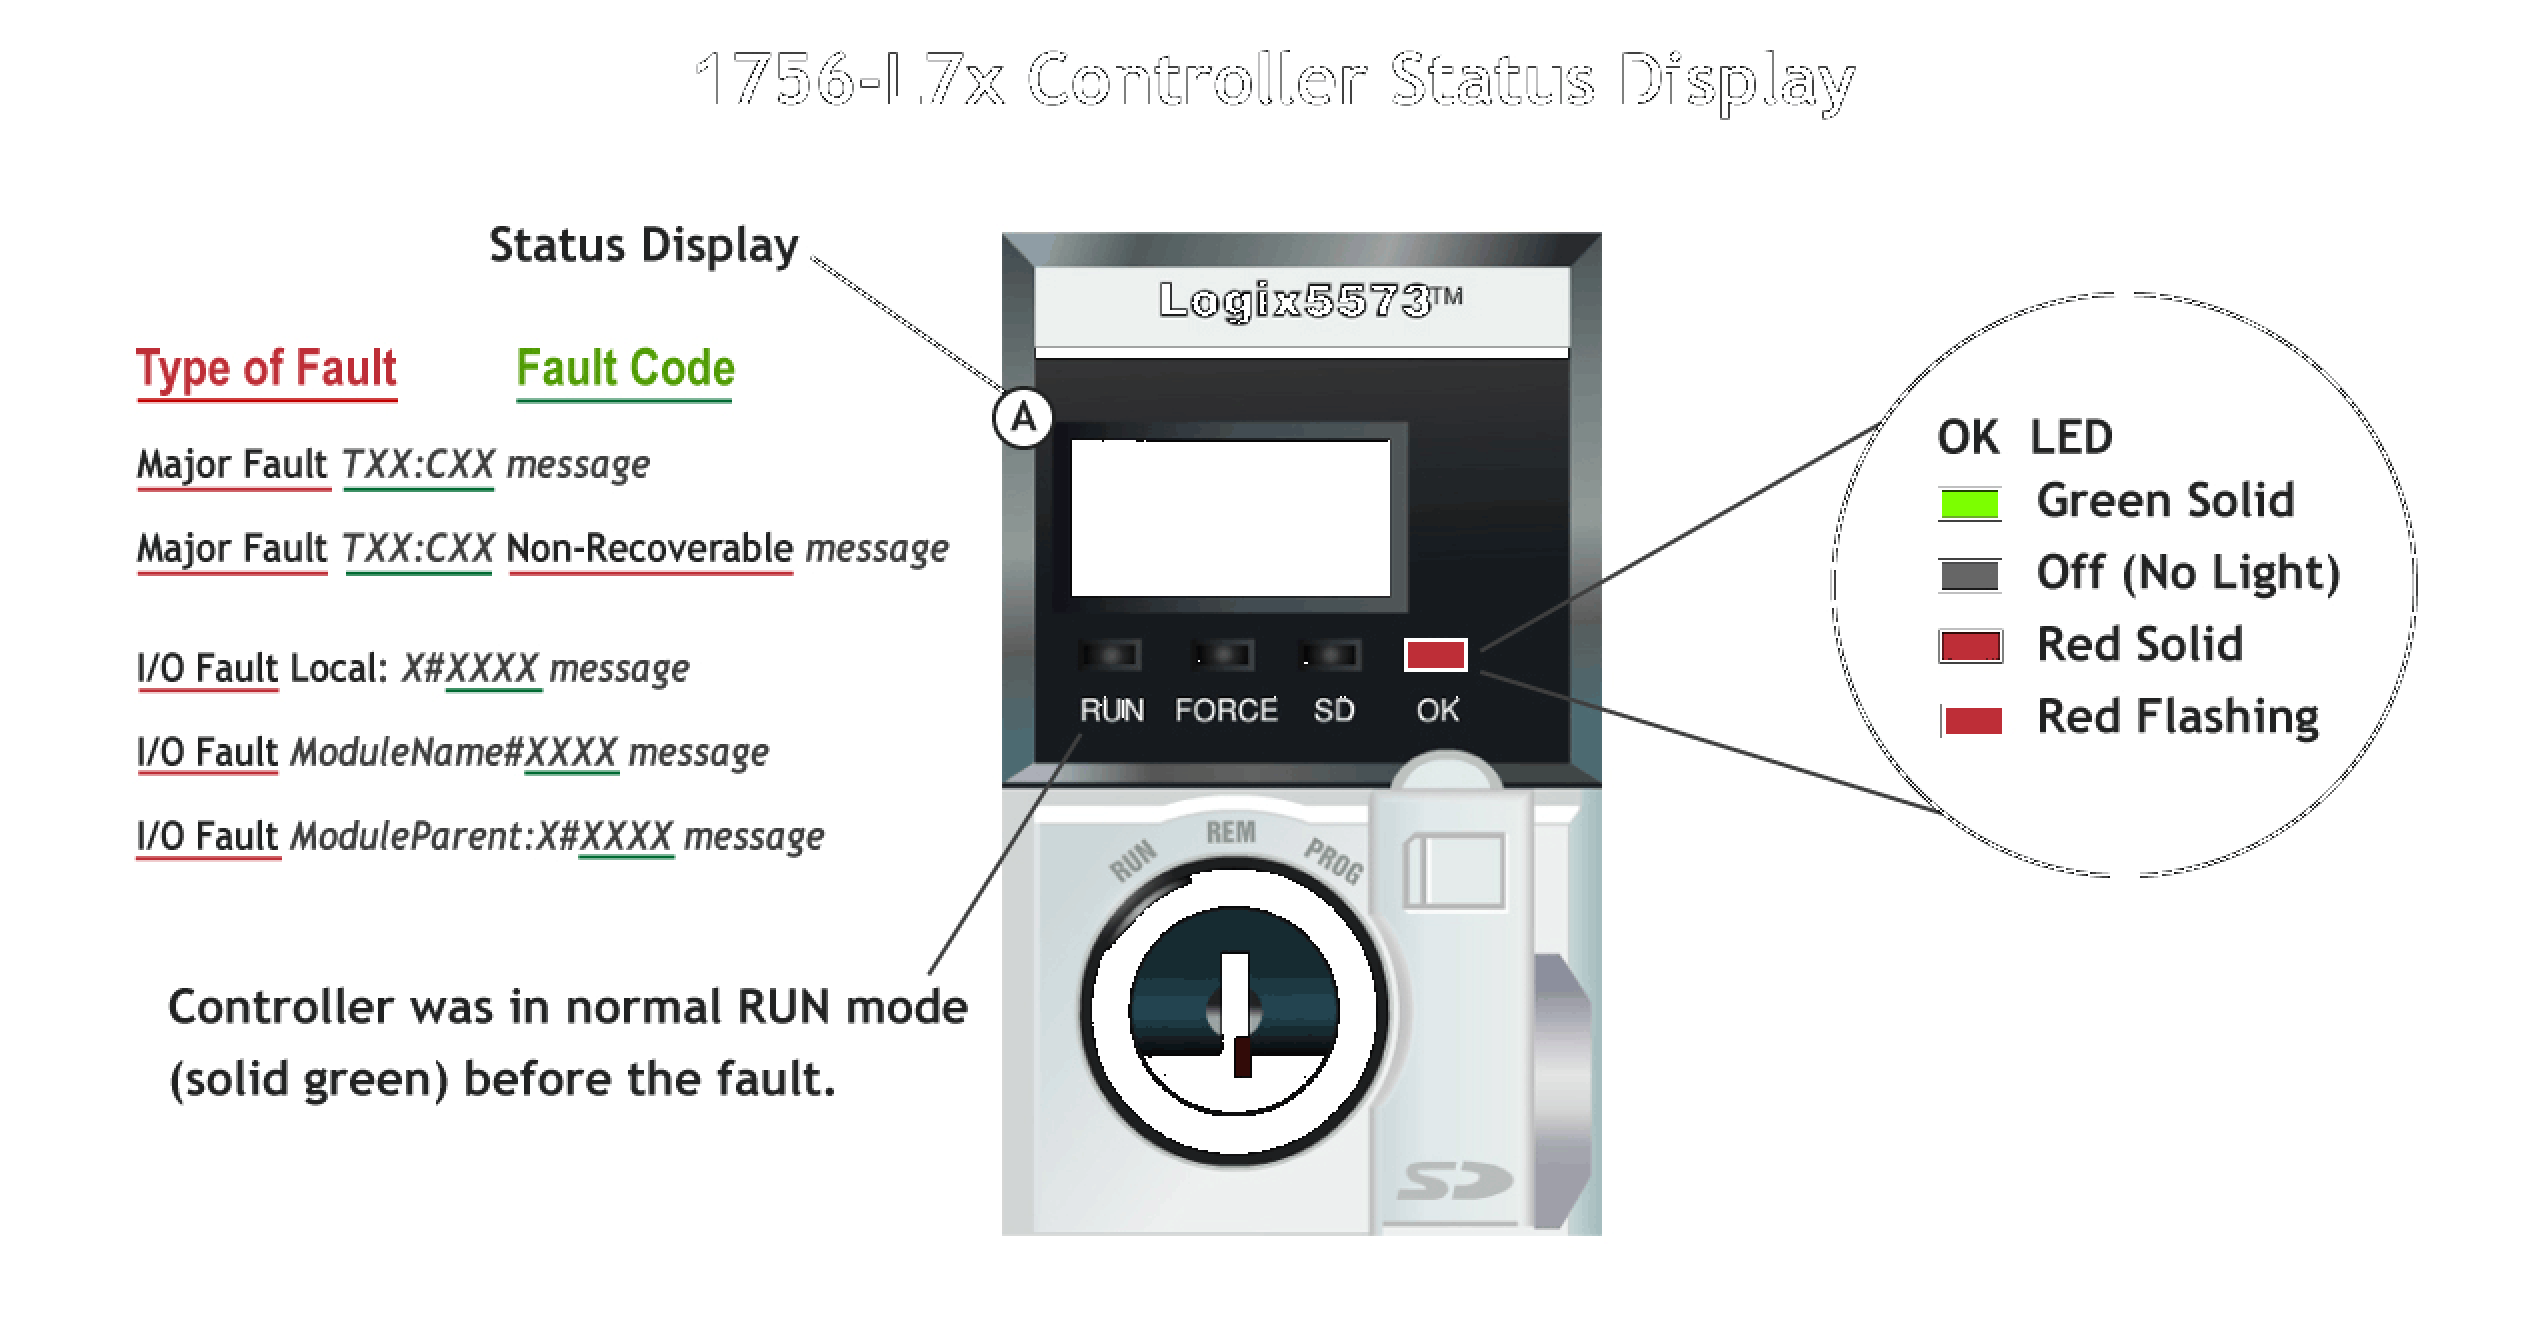 1756-L7x Controller Status Display
Status Display
A
Type of Fault Fault Code
Major Fault TXX:CXX message
Major Fault TXX:CXX Non-Recoverable message
I/O Fault Local: X#XXXX message
I/O Fault ModuleName#XXXX message
I/O Fault ModuleParent:X#XXXX message
Controller was in normal RUN mode
(solid green) before the fault.
Logix5573™
RUN FORCE SD OK
RUN REM PROG
SD
OK LED
Green Solid
Off (No Light)
Red Solid
Red Flashing